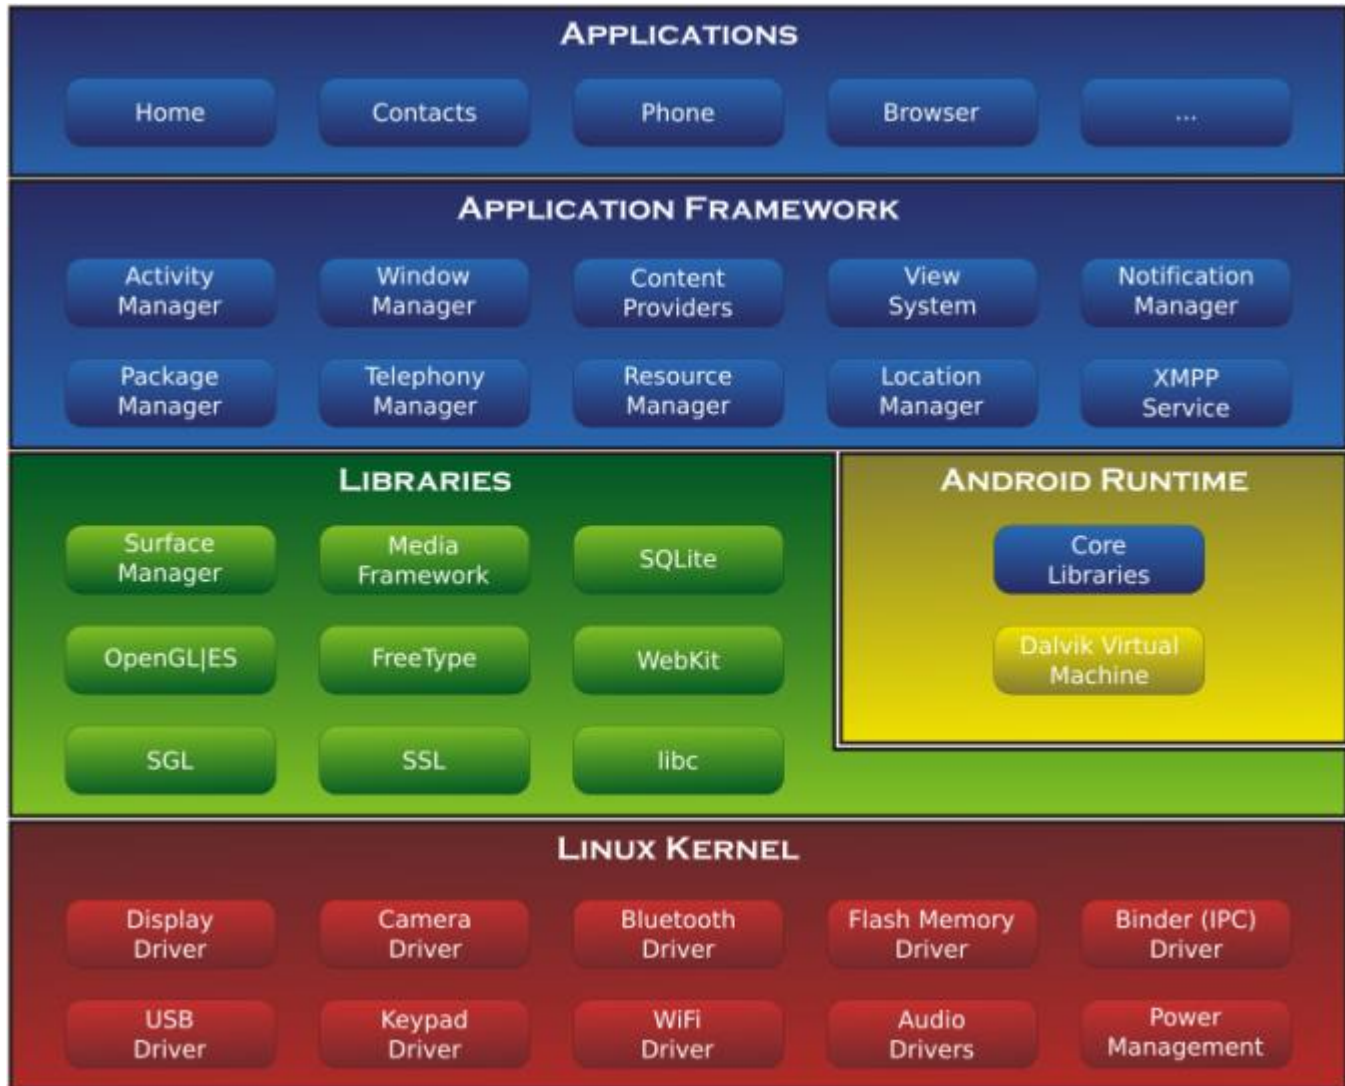 APPLICATIONS
Home
Contacts
Phone
Browser
...
APPLICATION FRAMEWORK
Activity
Manager
Window
Manager
Content
Providers
View
System
Notification
Manager
Package
Manager
Telephony
Manager
Resource
Manager
Location
Manager
XMPP
Service
LIBRARIES
Surface
Manager
Media
Framework
SQLite
OpenGL|ES
FreeType
WebKit
SGL
SSL
libc
ANDROID RUNTIME
Core
Libraries
Dalvik Virtual
Machine
LINUX KERNEL
Display
Driver
Camera
Driver
Bluetooth
Driver
Flash Memory
Driver
Binder (IPC)
Driver
USB
Driver
Keypad
Driver
WiFi
Driver
Audio
Drivers
Power
Management